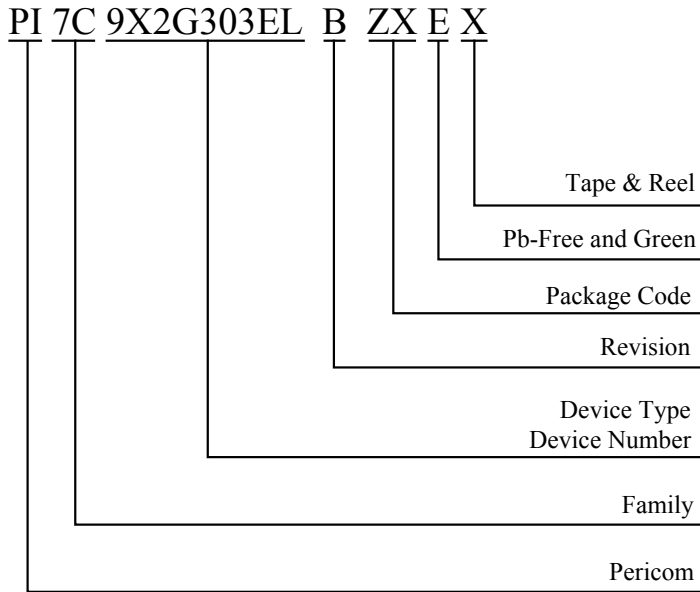 PI 7C 9X2G303EL B ZX E X
Tape & Reel
Pb-Free and Green
Package Code
Revision
Device Type
Device Number
Family
Pericom